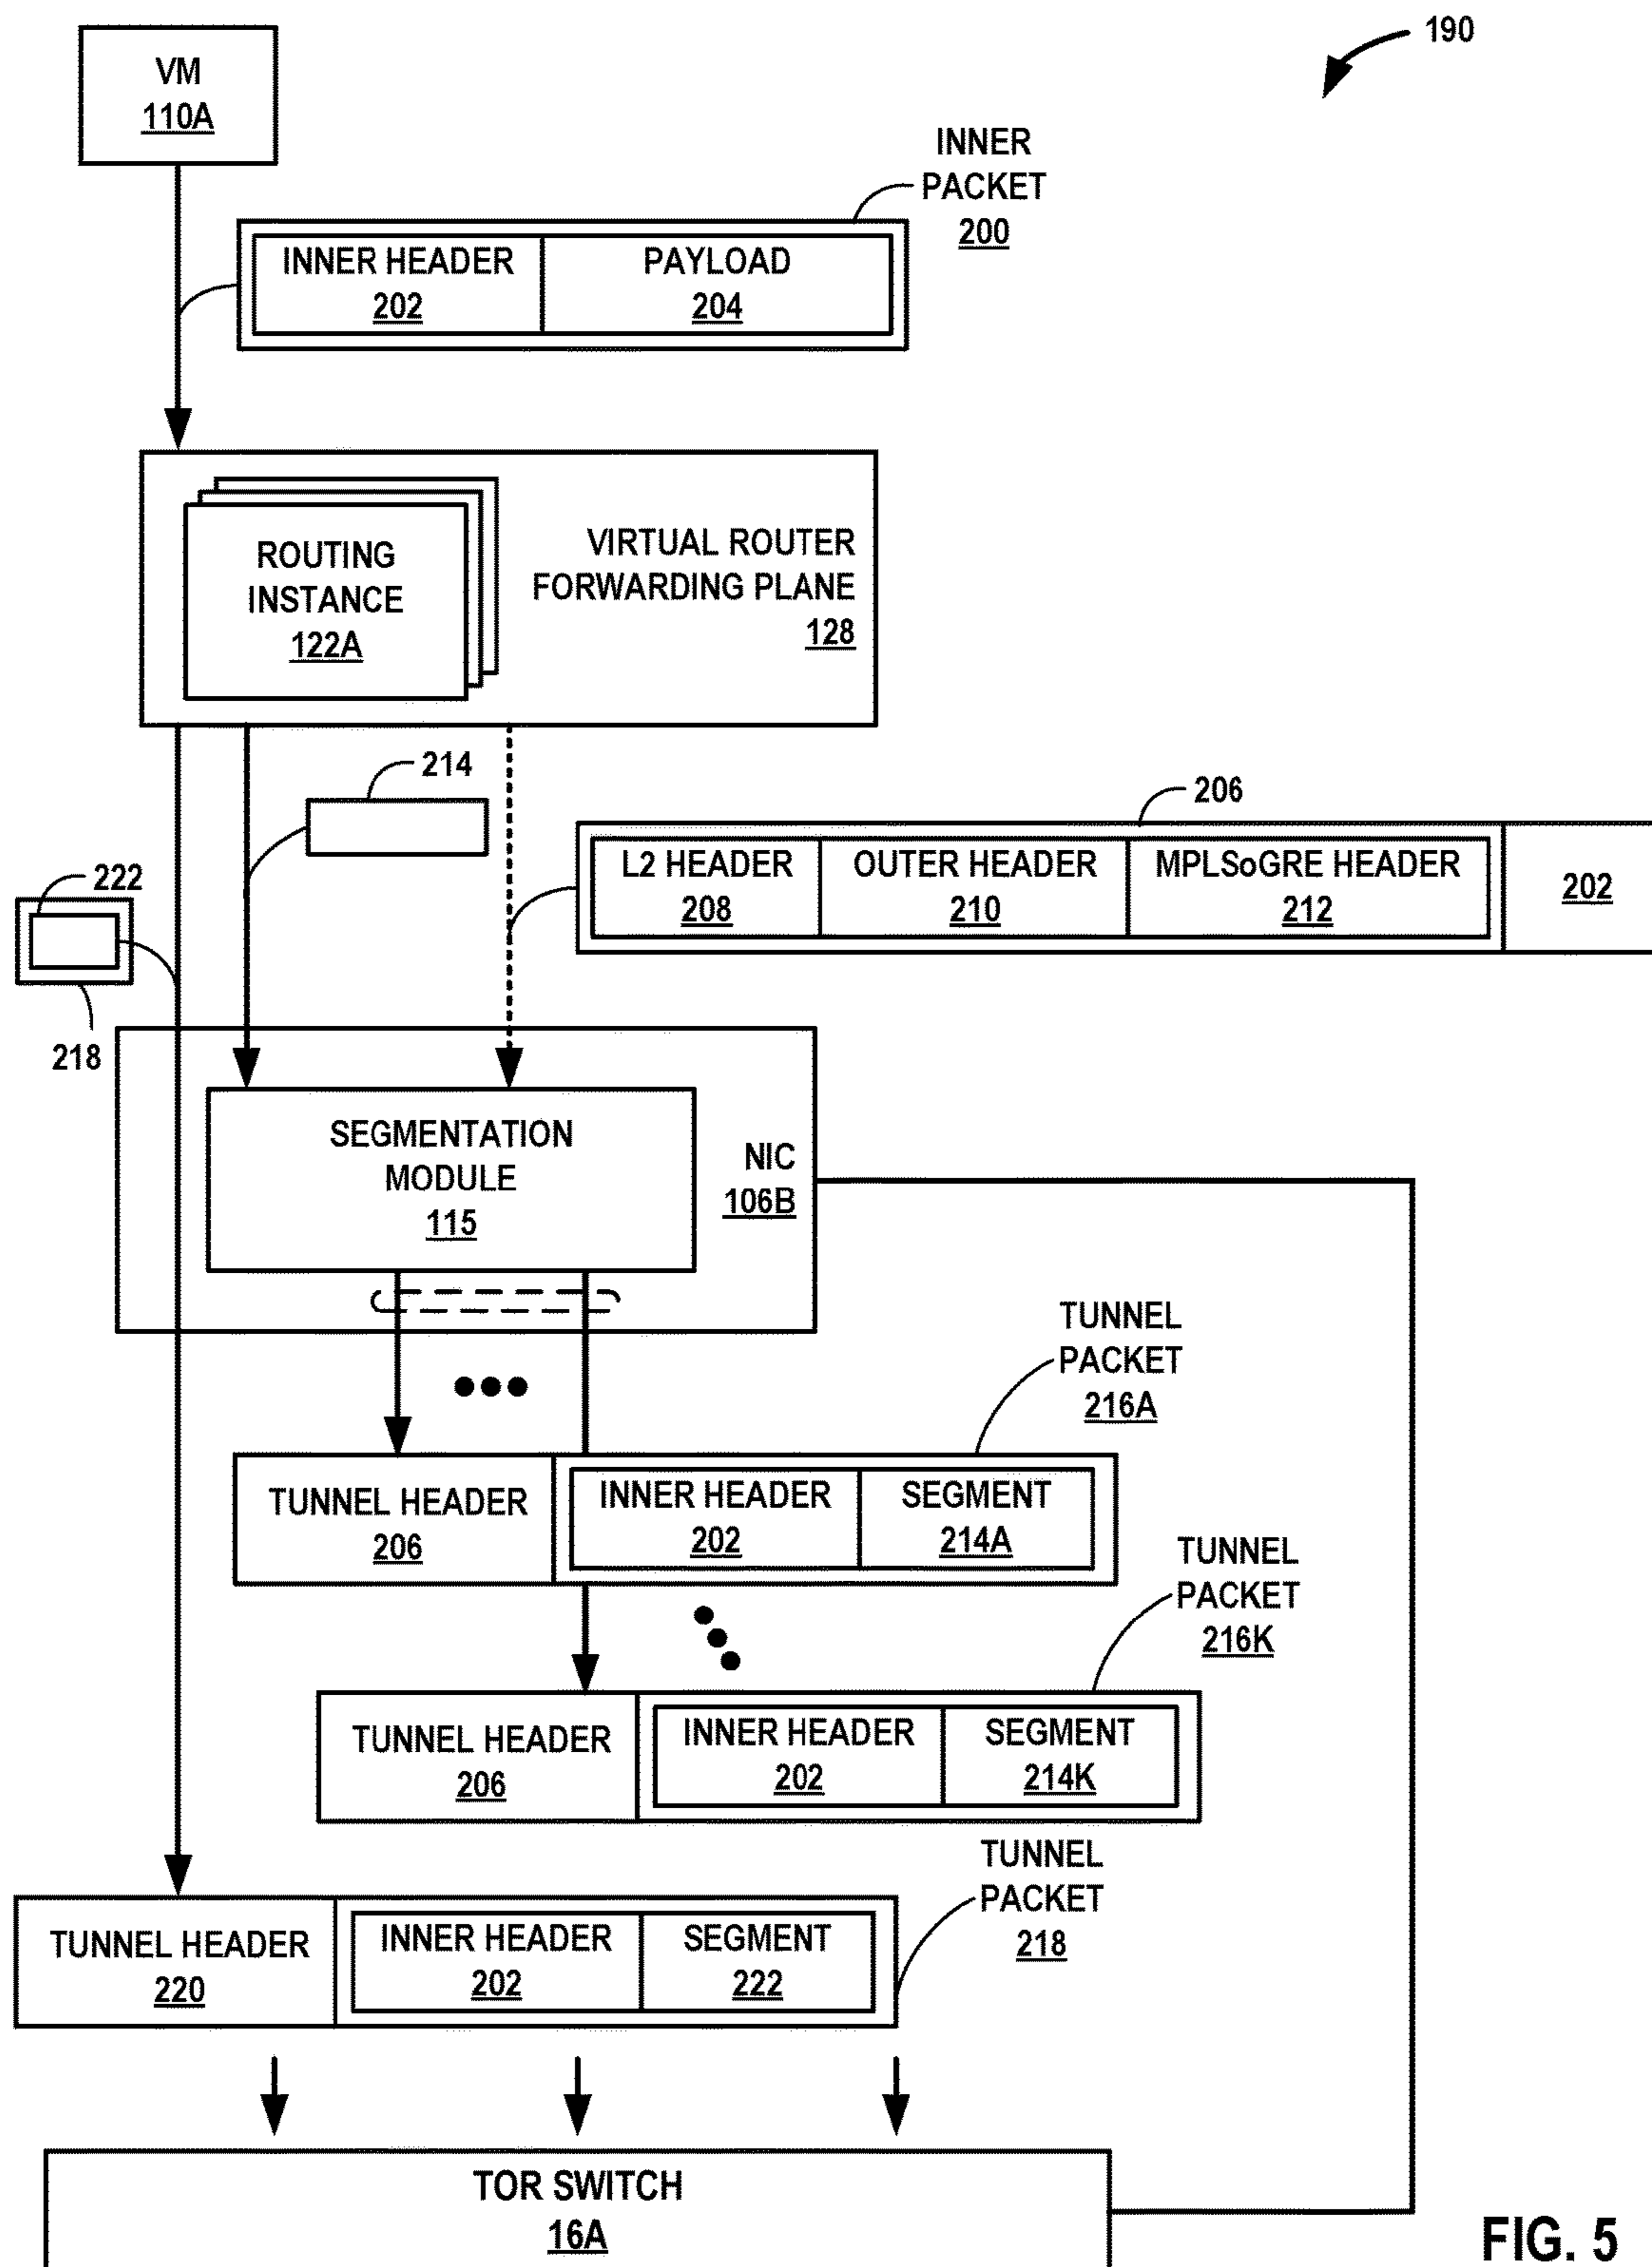 190
VM
110A
INNER
PACKET
200
INNER HEADER
202
PAYLOAD
204
ROUTING
INSTANCE
122A
VIRTUAL ROUTER
FORWARDING PLANE
128
214
206
L2 HEADER
208
OUTER HEADER
210
MPLSoGRE HEADER
212
202
222
218
SEGMENTATION
MODULE
115
NIC
106B
TUNNEL
PACKET
216A
TUNNEL HEADER
206
INNER HEADER
202
SEGMENT
214A
TUNNEL
PACKET
216K
TUNNEL HEADER
206
INNER HEADER
202
SEGMENT
214K
TUNNEL
PACKET
218
TUNNEL HEADER
220
INNER HEADER
202
SEGMENT
222
TOR SWITCH
16A
FIG. 5